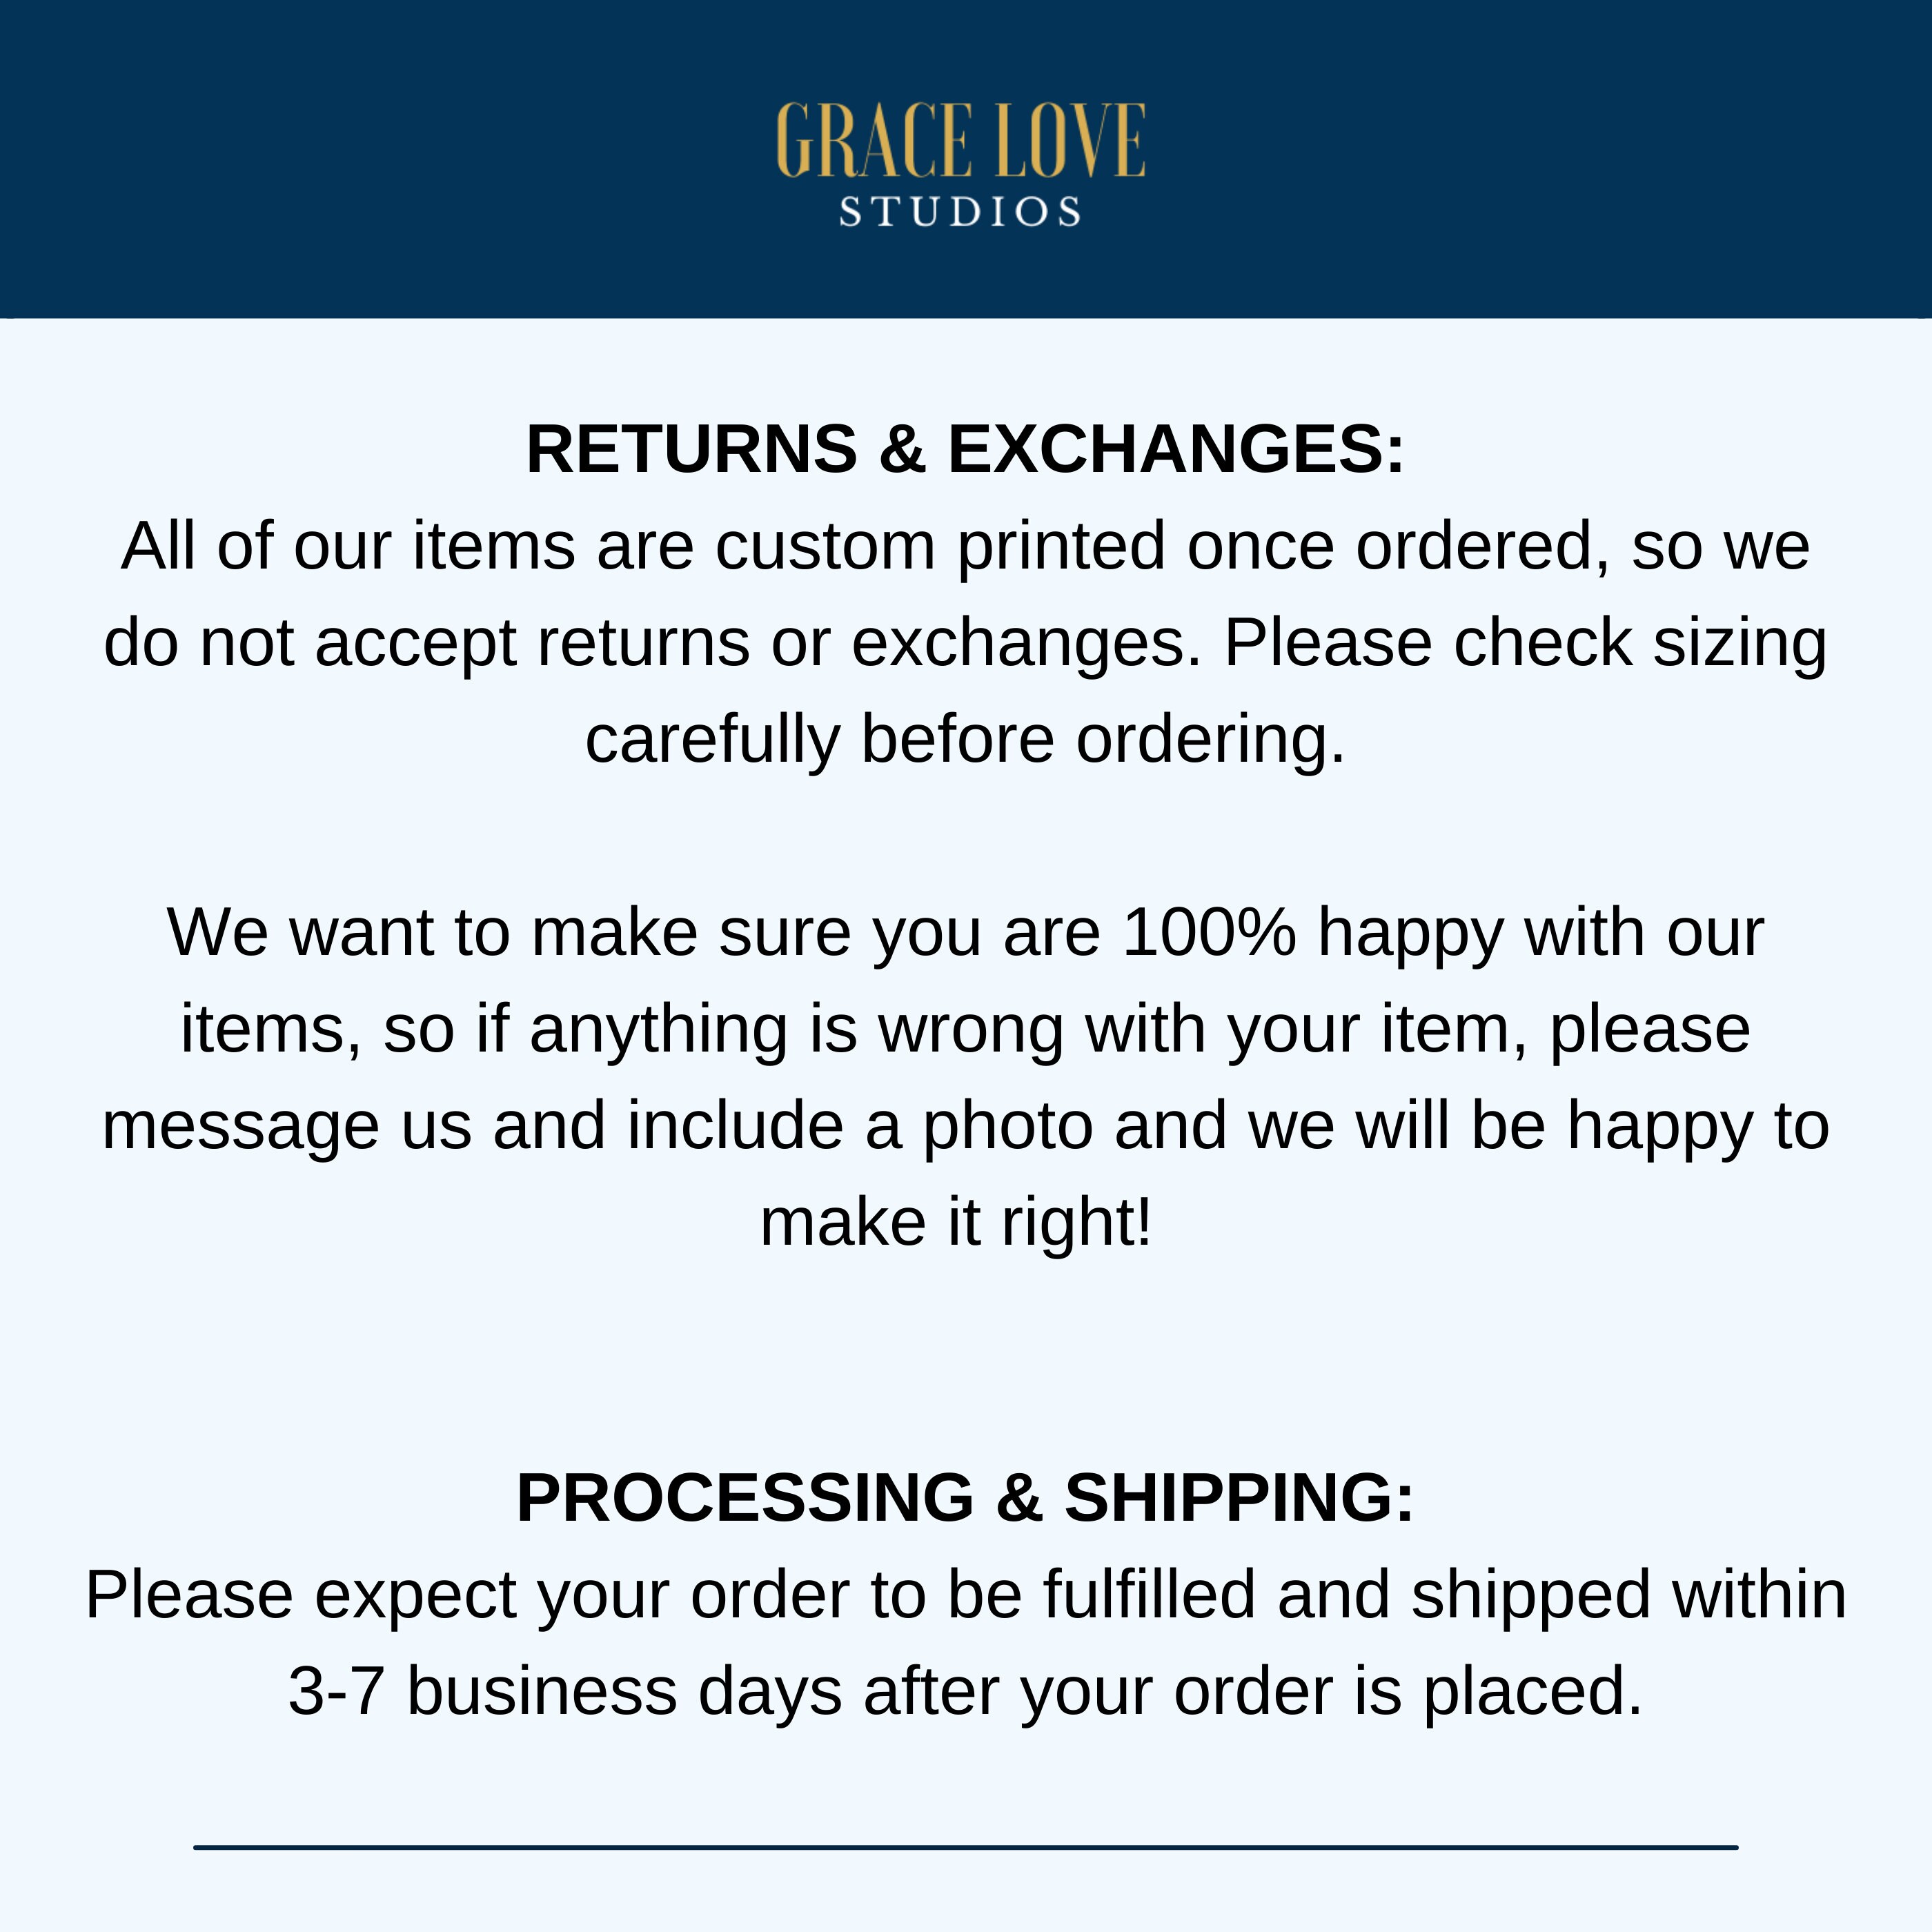 GRACE LOVE
STUDIOS
RETURNS & EXCHANGES:
All of our items are custom printed once ordered, so we
do not accept returns or exchanges. Please check sizing
carefully before ordering.
We want to make sure you are 100% happy with our
items, so if anything is wrong with your item, please
message us and include a photo and we will be happy to
make it right!
PROCESSING & SHIPPING:
Please expect your order to be fulfilled and shipped within
3-7 business days after your order is placed.